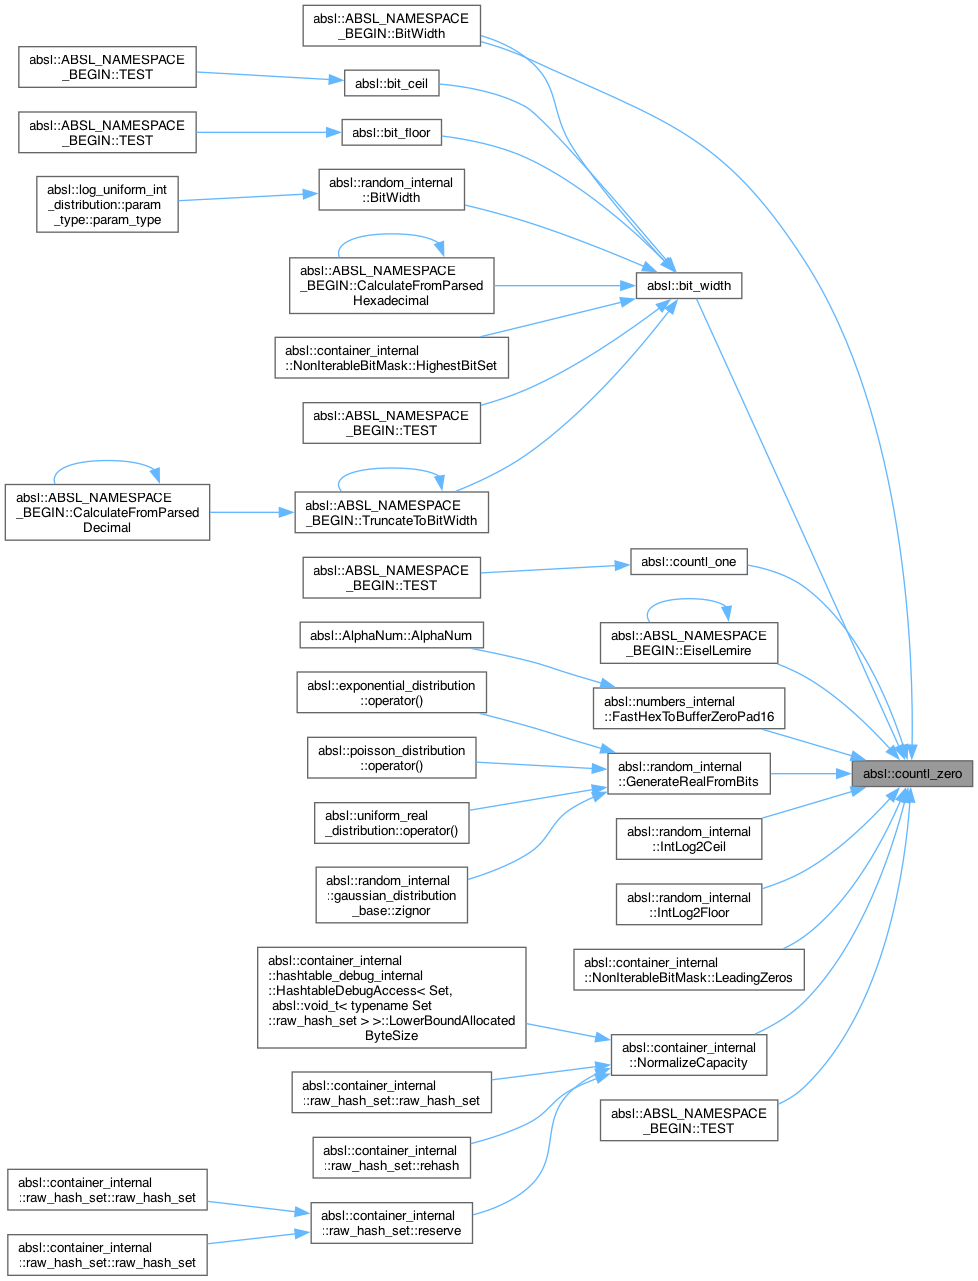 absl::ABSL_NAMESPACE
_BEGIN::BitWidth
absl::ABSL_NAMESPACE
_BEGIN::TEST
absl::bit_ceil
absl::ABSL_NAMESPACE
_BEGIN::TEST
absl::bit_floor
absl::log_uniform_int
_distribution::param
_type::param_type
absl::random_internal
::BitWidth
absl::ABSL_NAMESPACE
_BEGIN::CalculateFromParsed
Hexadecimal
absl::bit_width
absl::container_internal
::NonIterableBitMask::HighestBitSet
absl::ABSL_NAMESPACE
_BEGIN::TEST
absl::ABSL_NAMESPACE
_BEGIN::CalculateFromParsed
Decimal
absl::ABSL_NAMESPACE
_BEGIN::TruncateToBitWidth
absl::countl_one
absl::ABSL_NAMESPACE
_BEGIN::TEST
absl::AlphaNum::AlphaNum
absl::ABSL_NAMESPACE
_BEGIN::EiselLemire
absl::exponential_distribution
::operator()
absl::numbers_internal
::FastHexToBufferZeroPad16
absl::poisson_distribution
::operator()
absl::random_internal
::GenerateRealFromBits
absl::countl_zero
absl::uniform_real
_distribution::operator()
absl::random_internal
::IntLog2Ceil
absl::random_internal
::gaussian_distribution
_base::zignor
absl::random_internal
::IntLog2Floor
absl::container_internal
::NonIterableBitMask::LeadingZeros
absl::container_internal
::hashtable_debug_internal
::HashtableDebugAccess< Set,
absl::void_t< typename Set
::raw_hash_set > >::LowerBoundAllocated
ByteSize
absl::container_internal
::NormalizeCapacity
absl::container_internal
::raw_hash_set::raw_hash_set
absl::ABSL_NAMESPACE
_BEGIN::TEST
absl::container_internal
::raw_hash_set::rehash
absl::container_internal
::raw_hash_set::raw_hash_set
absl::container_internal
::raw_hash_set::reserve
absl::container_internal
::raw_hash_set::raw_hash_set